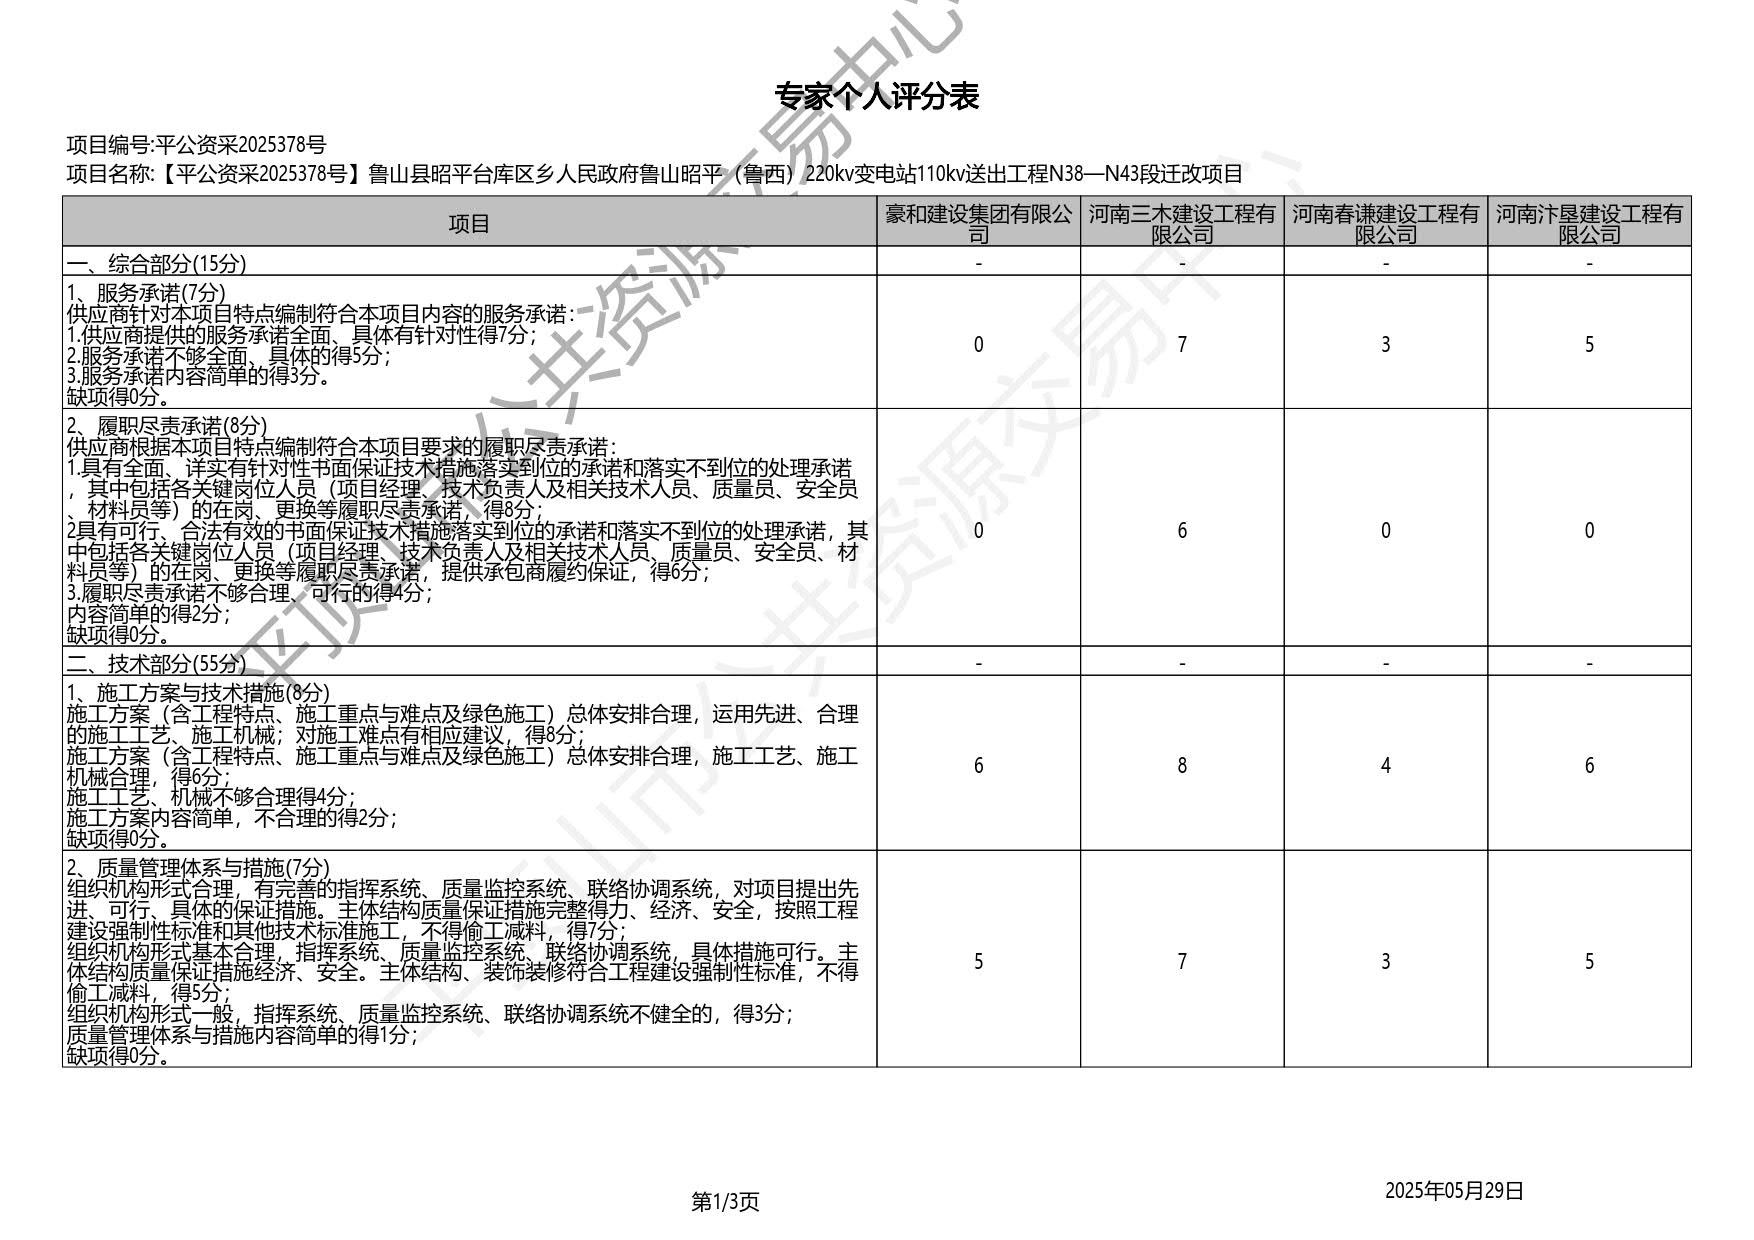 专家个人评分表
项目编号:平公资采2025378号
项目名称:【平公资采2025378号】鲁山县昭平台库区乡人民政府鲁山昭平（鲁西）220kv变电站110kv送出工程N38—N43段迁改项目
项目
豪和建设集团有限公
司
河南三木建设工程有
限公司
河南春谦建设工程有
限公司
河南汴垦建设工程有
限公司
一、综合部分(15分)
-
-
-
-
1、服务承诺(7分)
供应商针对本项目特点编制符合本项目内容的服务承诺：
1.供应商提供的服务承诺全面、具体有针对性得7分；
2.服务承诺不够全面、具体的得5分；
3.服务承诺内容简单的得3分。
缺项得0分。
0
7
3
5
2、履职尽责承诺(8分)
供应商根据本项目特点编制符合本项目要求的履职尽责承诺：
1.具有全面、详实有针对性书面保证技术措施落实到位的承诺和落实不到位的处理承诺
，其中包括各关键岗位人员（项目经理、技术负责人及相关技术人员、质量员、安全员
、材料员等）的在岗、更换等履职尽责承诺，得8分；
2具有可行、合法有效的书面保证技术措施落实到位的承诺和落实不到位的处理承诺，其
中包括各关键岗位人员（项目经理、技术负责人及相关技术人员、质量员、安全员、材
料员等）的在岗、更换等履职尽责承诺，提供承包商履约保证，得6分；
3.履职尽责承诺不够合理、可行的得4分；
内容简单的得2分；
缺项得0分。
0
6
0
0
二、技术部分(55分)
-
-
-
-
1、施工方案与技术措施(8分)
施工方案（含工程特点、施工重点与难点及绿色施工）总体安排合理，运用先进、合理
的施工工艺、施工机械；对施工难点有相应建议，得8分；
施工方案（含工程特点、施工重点与难点及绿色施工）总体安排合理，施工工艺、施工
机械合理，得6分；
施工工艺、机械不够合理得4分；
施工方案内容简单，不合理的得2分；
缺项得0分。
6
8
4
6
2、质量管理体系与措施(7分)
组织机构形式合理，有完善的指挥系统、质量监控系统、联络协调系统，对项目提出先
进、可行、具体的保证措施。主体结构质量保证措施完整得力、经济、安全，按照工程
建设强制性标准和其他技术标准施工，不得偷工减料，得7分；
组织机构形式基本合理，指挥系统、质量监控系统、联络协调系统，具体措施可行。主
体结构质量保证措施经济、安全。主体结构、装饰装修符合工程建设强制性标准，不得
偷工减料，得5分；
组织机构形式一般，指挥系统、质量监控系统、联络协调系统不健全的，得3分；
质量管理体系与措施内容简单的得1分；
缺项得0分。
5
7
3
5
平顶山市公共资源交易中心
平顶山市公共资源交易中心
第1/3页
2025年05月29日